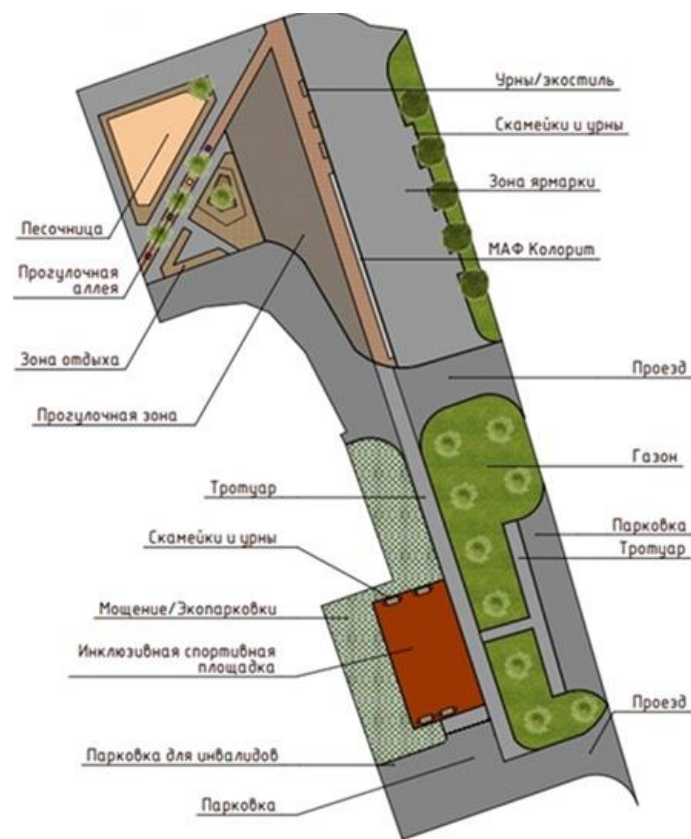 Урны/экостиль
Скамейки и урны
Зона ярмарки
Песочница
МАФ Колорит
Прогулочная
аллея
Зона отдыха
Проезд
Прогулочная зона
Газон
Тротуар
Парковка
Скамейки и урны
Тротуар
Мощение/Экопарковки
Инклюзивная спортивная
площадка
Проезд
Парковка для инвалидов
Парковка